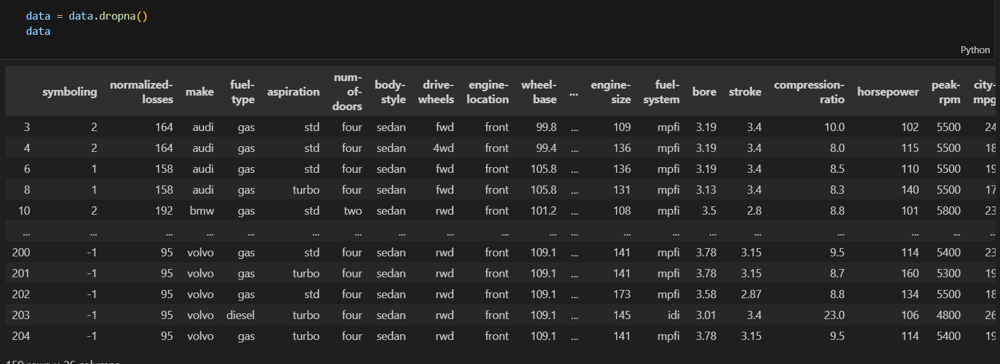 data = data.dropna()
data
Python
symboling normalized-losses make fuel-type aspiration num-of-doors body-style drive-wheels engine-location wheel-base ... engine-size fuel-system bore stroke compression-ratio horsepower peak-rpm city-mpg
3 2 164 audi gas std four sedan fwd front 99.8 ... 109 mpfi 3.19 3.4 10.0 102 5500 24
4 2 164 audi gas std four sedan 4wd front 99.4 ... 136 mpfi 3.19 3.4 8.0 115 5500 18
6 1 158 audi gas std four sedan fwd front 105.8 ... 136 mpfi 3.19 3.4 8.5 110 5500 19
8 1 158 audi gas turbo four sedan fwd front 105.8 ... 131 mpfi 3.13 3.4 8.3 140 5500 17
10 2 192 bmw gas std two sedan rwd front 101.2 ... 108 mpfi 3.5 2.8 8.8 101 5800 23
... ... ... ... ... ... ... ... ... ... ... ... ... ... ... ... ... ... ... ...
200 -1 95 volvo gas std four sedan rwd front 109.1 ... 141 mpfi 3.78 3.15 9.5 114 5400 23
201 -1 95 volvo gas turbo four sedan rwd front 109.1 ... 141 mpfi 3.78 3.15 8.7 160 5300 19
202 -1 95 volvo gas std four sedan rwd front 109.1 ... 173 mpfi 3.58 2.87 8.8 134 5500 18
203 -1 95 volvo diesel turbo four sedan rwd front 109.1 ... 145 idi 3.01 3.4 23.0 106 4800 26
204 -1 95 volvo gas turbo four sedan rwd front 109.1 ... 141 mpfi 3.78 3.15 9.5 114 5400 19
159 rows × 26 columns